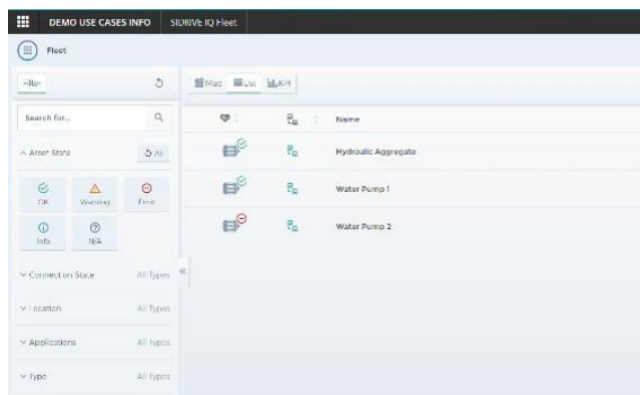 DEMO USE CASES INFO SIDRIVE IQ Fleet
Fleet
Filter
Map List KPI
Search for...
Name
Asset State All
Hydraulic Aggregate
OK Warning Error
Water Pump 1
Info N/A
Water Pump 2
Connection State All Types
Location All Types
Applications All Types
Type All Types